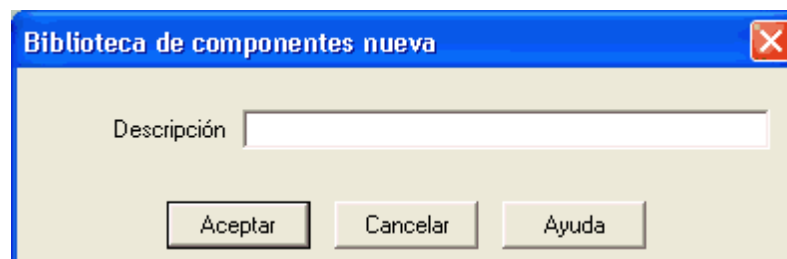 Biblioteca de componentes nueva
Descripción
Aceptar Cancelar Ayuda